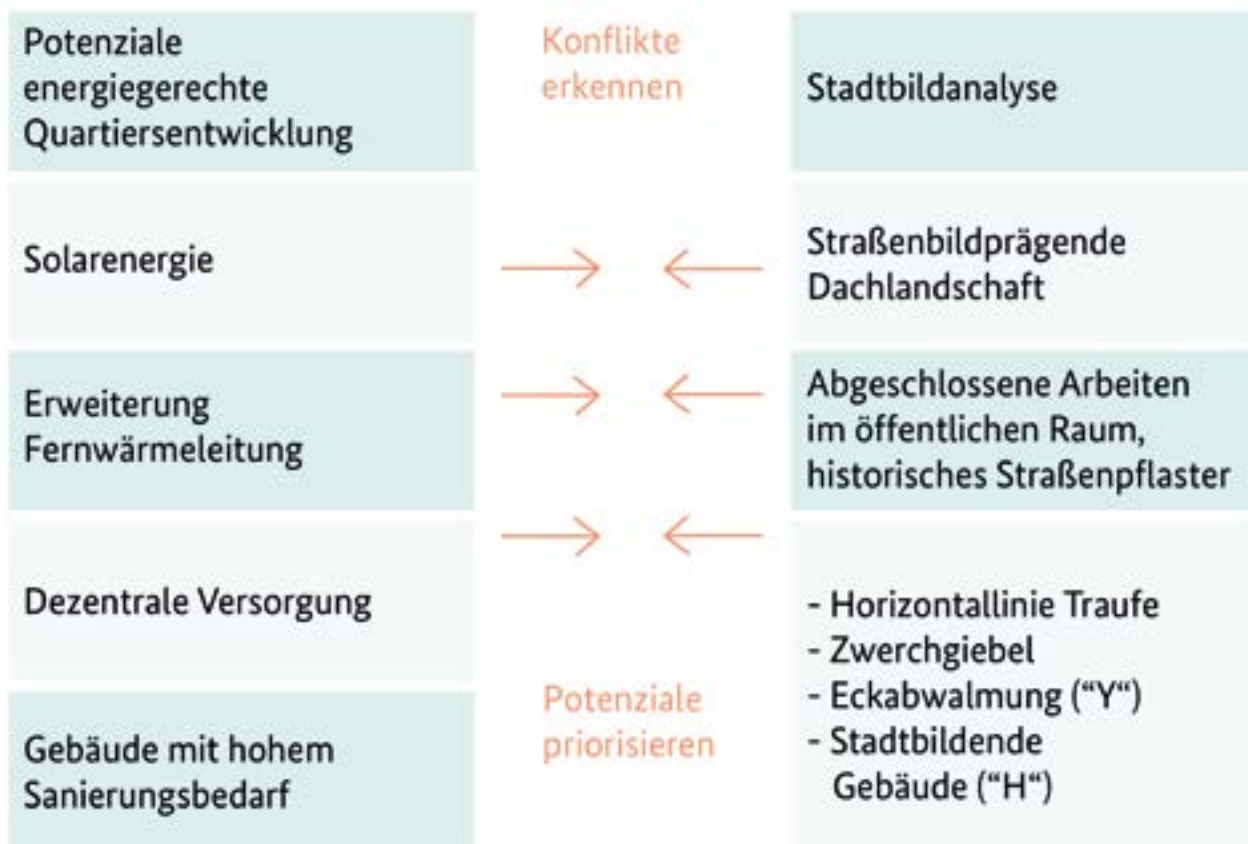 Potenziale
energiegerechte
Quartiersentwicklung
Konflikte
erkennen
Stadtbildanalyse
Solarenergie
Straßenbildprägende
Dachlandschaft
Erweiterung
Fernwärmeleitung
Abgeschlossene Arbeiten
im öffentlichen Raum,
historisches Straßenpflaster
Dezentrale Versorgung
- Horizontallinie Traufe
- Zwerchgiebel
- Eckabwalmung (“Y“)
- Stadtbildende
Gebäude (“H“)
Gebäude mit hohem
Sanierungsbedarf
Potenziale
priorisieren